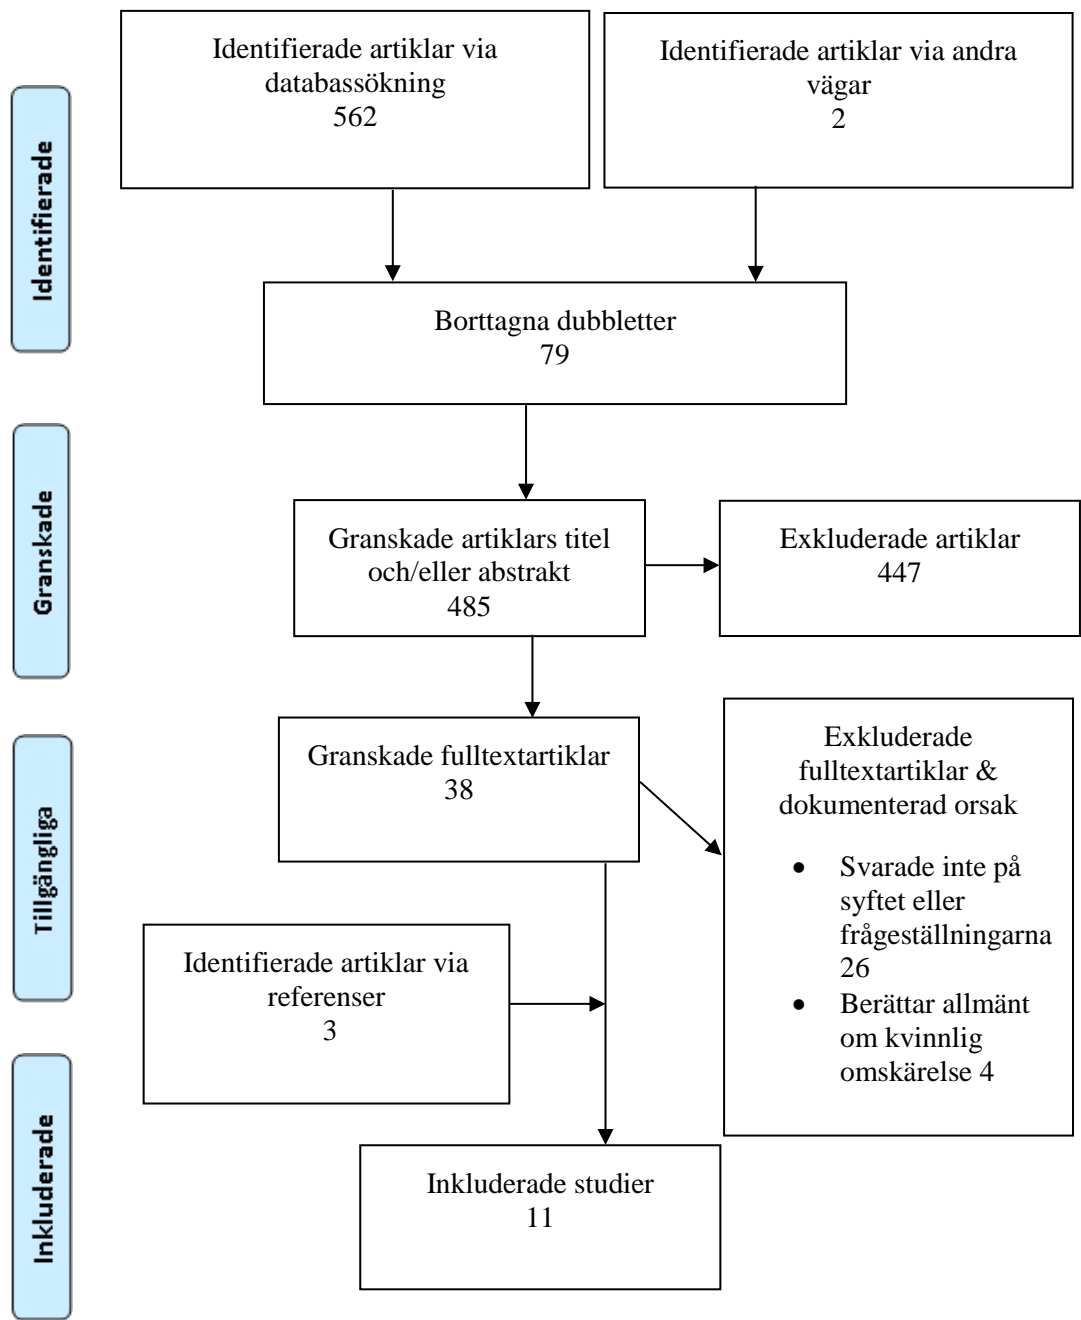 Identifierade artiklar via
databassökning
562
Identifierade artiklar via andra
vägar
2
Identifierade
Borttagna dubbletter
79
Granskade
Granskade artiklars titel
och/eller abstrakt
485
Exkluderade artiklar
447
Tillgängliga
Granskade fulltextartiklar
38
Exkluderade
fulltextartiklar &
dokumenterad orsak
• Svarade inte på
syftet eller
frågeställningarna
26
• Berättar allmänt
om kvinnlig
omskärelse 4
Identifierade artiklar via
referenser
3
Inkluderade
Inkluderade studier
11